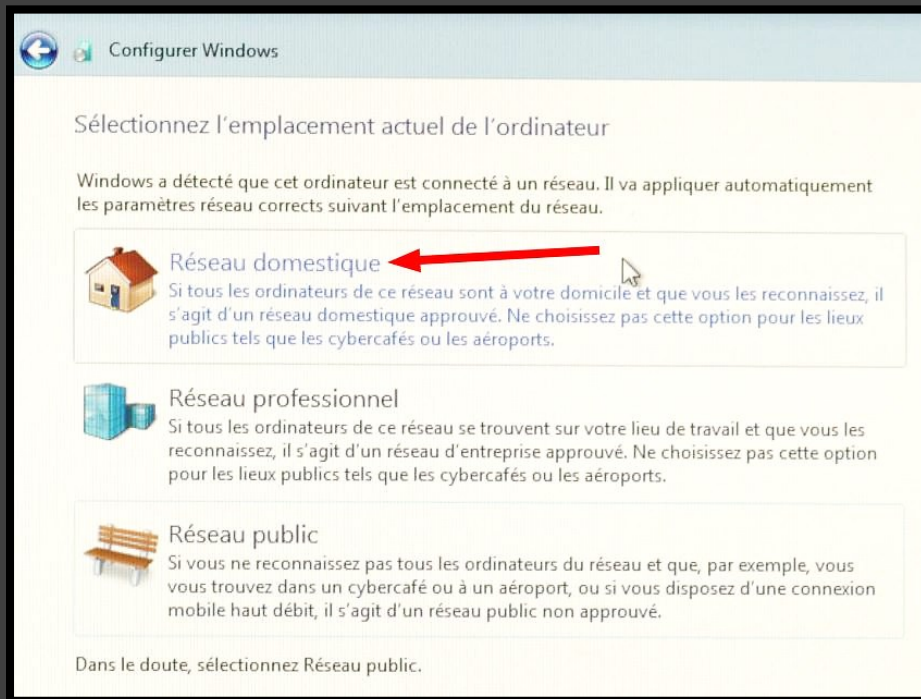 Configurer Windows
Sélectionnez l'emplacement actuel de l'ordinateur
Windows a détecté que cet ordinateur est connecté à un réseau. Il va appliquer automatiquement
les paramètres réseau corrects suivant l'emplacement du réseau.
Réseau domestique
Si tous les ordinateurs de ce réseau sont à votre domicile et que vous les reconnaissez, il
s'agit d'un réseau domestique approuvé. Ne choisissez pas cette option pour les lieux
publics tels que les cybercafés ou les aéroports.
Réseau professionnel
Si tous les ordinateurs de ce réseau se trouvent sur votre lieu de travail et que vous les
reconnaissez, il s'agit d'un réseau d'entreprise approuvé. Ne choisissez pas cette option
pour les lieux publics tels que les cybercafés ou les aéroports.
Réseau public
Si vous ne reconnaissez pas tous les ordinateurs du réseau et que, par exemple, vous
vous trouvez dans un cybercafé ou à un aéroport, ou si vous disposez d'une connexion
mobile haut débit, il s'agit d'un réseau public non approuvé.
Dans le doute, sélectionnez Réseau public.